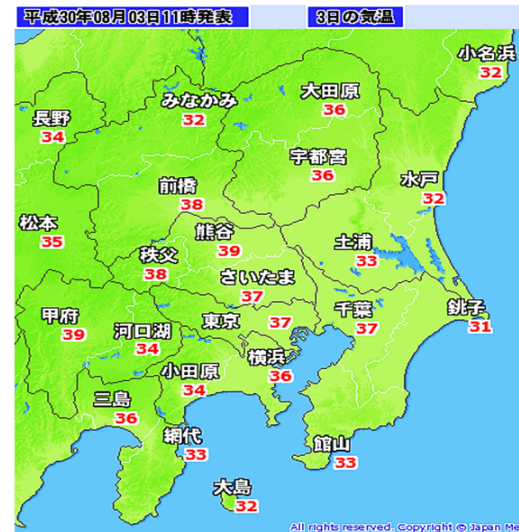 平成30年08月03日11時発表
3日の気温
小名浜
32
大田原
36
みなかみ
32
長野
34
宇都宮
36
水戸
32
前橋
38
松本
35
熊谷
39
土浦
33
秩父
38
さいたま
37
甲府
39
河口湖
34
東京 37
千葉
37
銚子
31
横浜
36
小田原
34
三島
36
網代
33
館山
33
大島
32
All rights reserved. Copyright © Japan Me